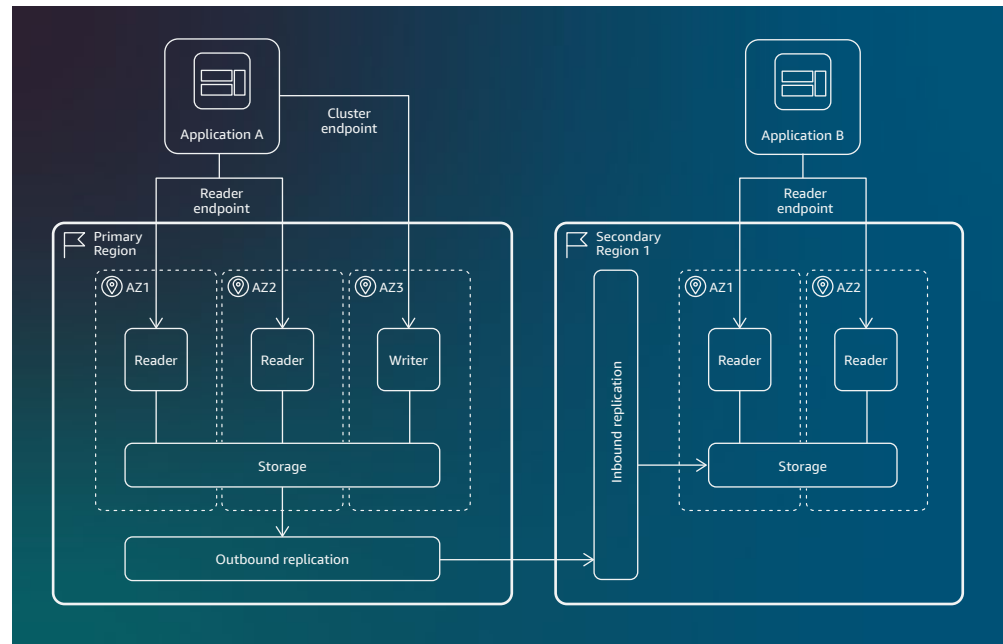 Application A
Cluster
endpoint
Application B
Reader
endpoint
Reader
endpoint
Primary
Region
AZ1
AZ2
AZ3
Reader
Reader
Writer
Storage
Outbound replication
Secondary
Region 1
Inbound replication
AZ1
AZ2
Reader
Reader
Storage